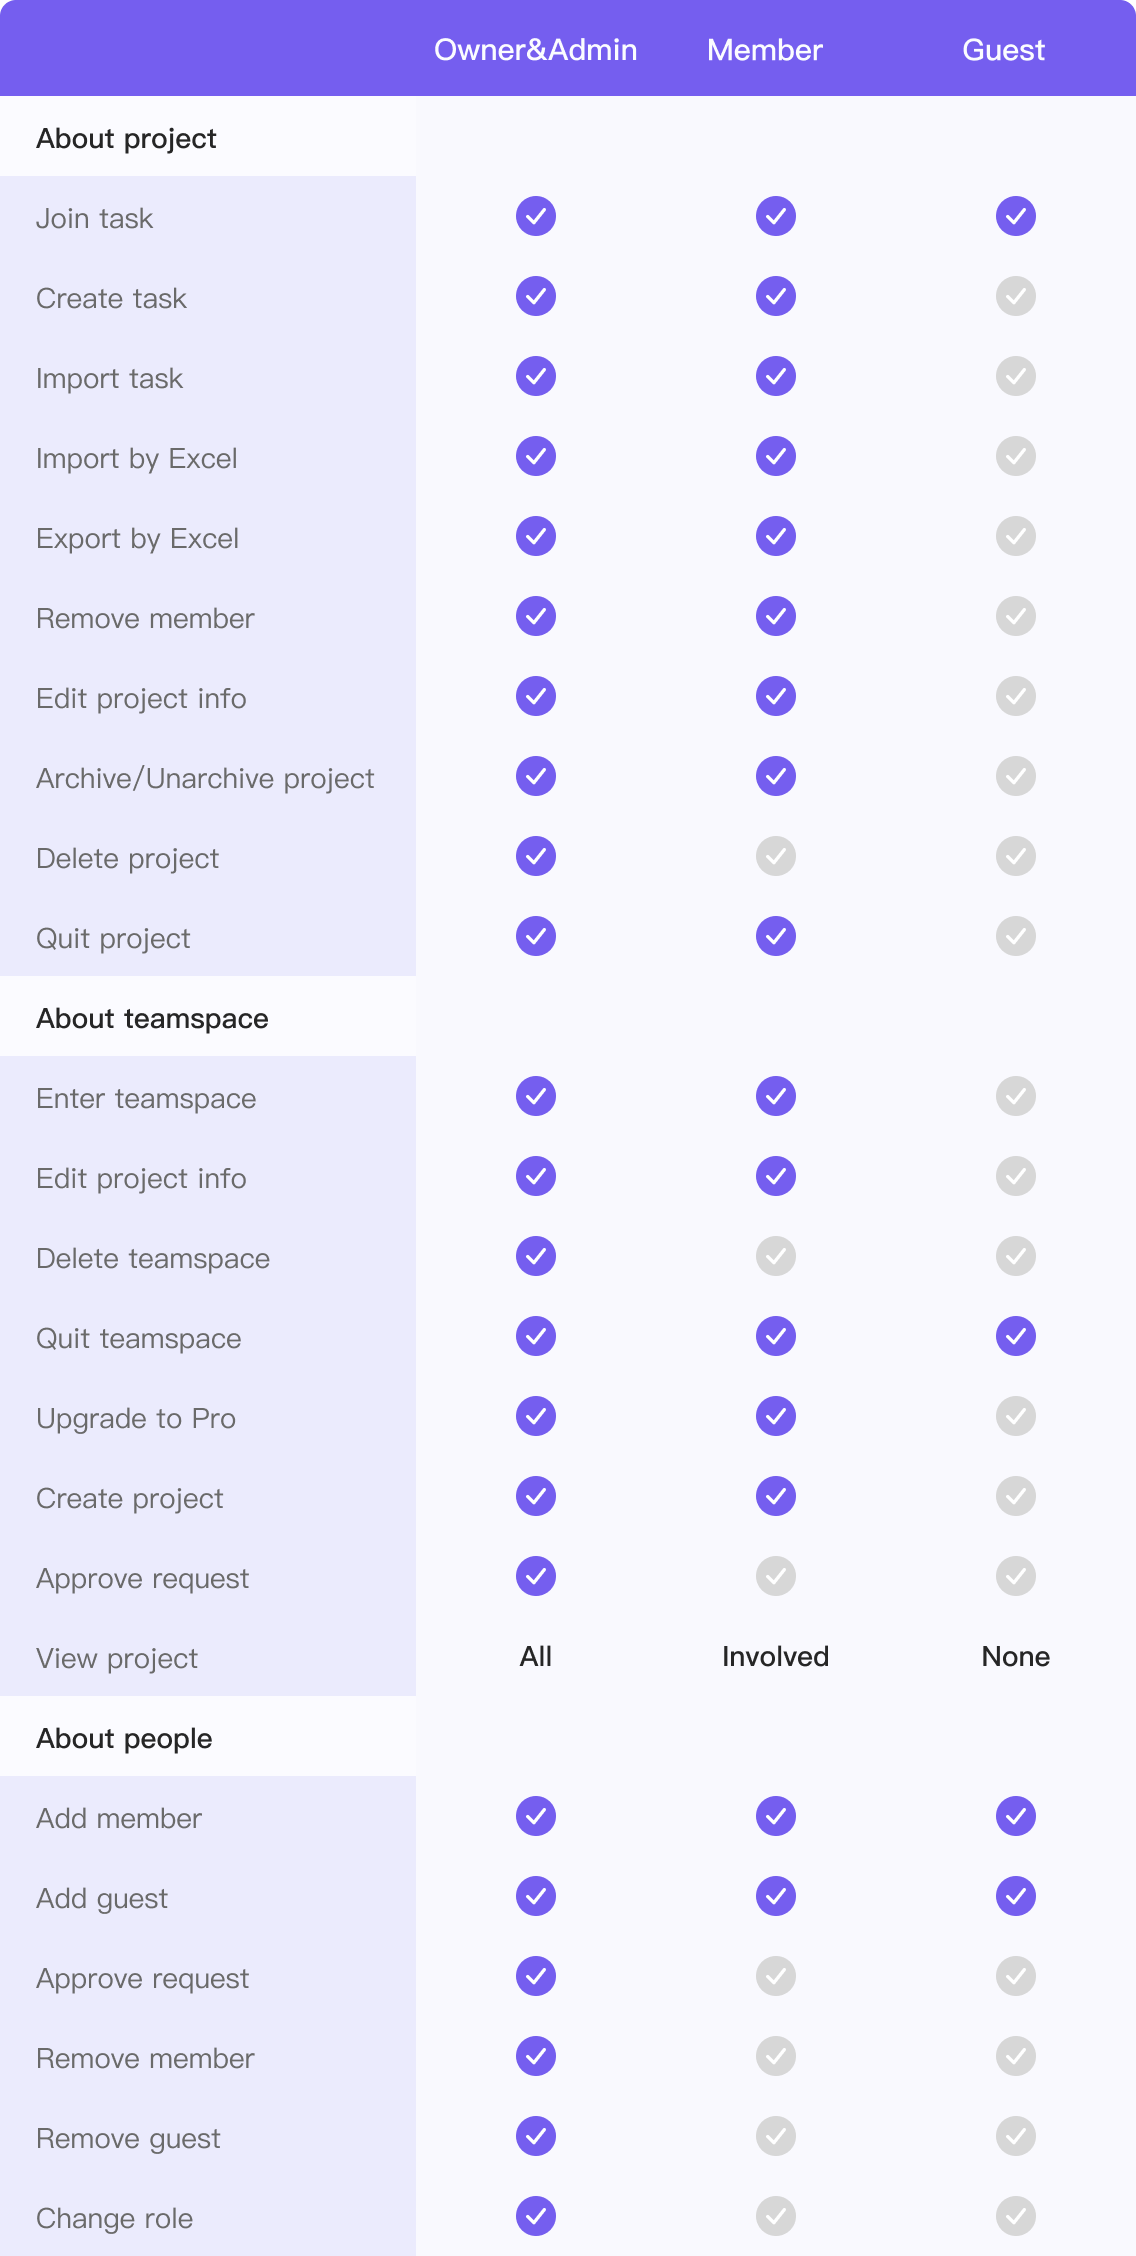 Owner&Admin Member Guest
About project
Join task
Create task
Import task
Import by Excel
Export by Excel
Remove member
Edit project info
Archive/Unarchive project
Delete project
Quit project
About teamspace
Enter teamspace
Edit project info
Delete teamspace
Quit teamspace
Upgrade to Pro
Create project
Approve request
View project All Involved None
About people
Add member
Add guest
Approve request
Remove member
Remove guest
Change role